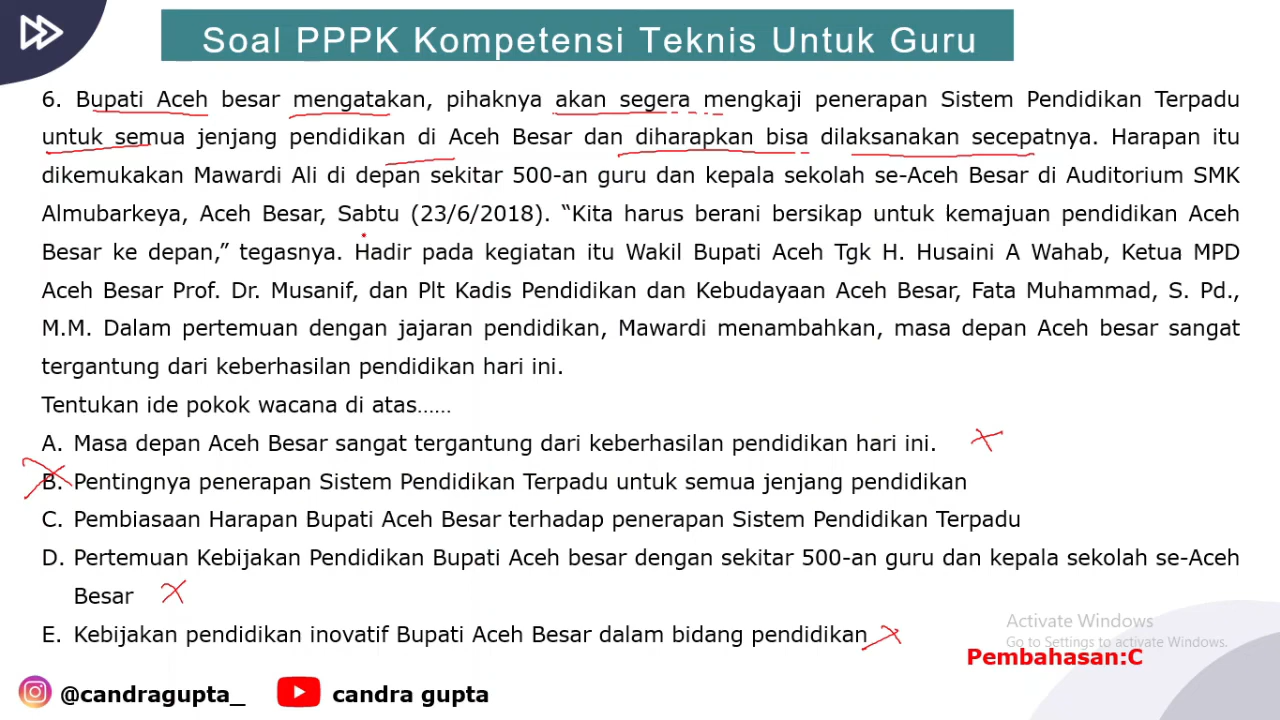 Soal PPPK Kompetensi Teknis Untuk Guru
6. Bupati Aceh besar mengatakan, pihaknya akan segera mengkaji penerapan Sistem Pendidikan Terpadu
untuk semua jenjang pendidikan di Aceh Besar dan diharapkan bisa dilaksanakan secepatnya. Harapan itu
dikemukakan Mawardi Ali di depan sekitar 500-an guru dan kepala sekolah se-Aceh Besar di Auditorium SMK
Almubarkeya, Aceh Besar, Sabtu (23/6/2018). “Kita harus berani bersikap untuk kemajuan pendidikan Aceh
Besar ke depan,” tegasnya. Hadir pada kegiatan itu Wakil Bupati Aceh Tgk H. Husaini A Wahab, Ketua MPD
Aceh Besar Prof. Dr. Musanif, dan Plt Kadis Pendidikan dan Kebudayaan Aceh Besar, Fata Muhammad, S. Pd.,
M.M. Dalam pertemuan dengan jajaran pendidikan, Mawardi menambahkan, masa depan Aceh besar sangat
tergantung dari keberhasilan pendidikan hari ini.
Tentukan ide pokok wacana di atas......
A. Masa depan Aceh Besar sangat tergantung dari keberhasilan pendidikan hari ini.
B. Pentingnya penerapan Sistem Pendidikan Terpadu untuk semua jenjang pendidikan
C. Pembiasaan Harapan Bupati Aceh Besar terhadap penerapan Sistem Pendidikan Terpadu
D. Pertemuan Kebijakan Pendidikan Bupati Aceh besar dengan sekitar 500-an guru dan kepala sekolah se-Aceh
Besar
E. Kebijakan pendidikan inovatif Bupati Aceh Besar dalam bidang pendidikan
Activate Windows
Go to Settings to activate Windows.
Pembahasan:C
@candragupta_ candra gupta